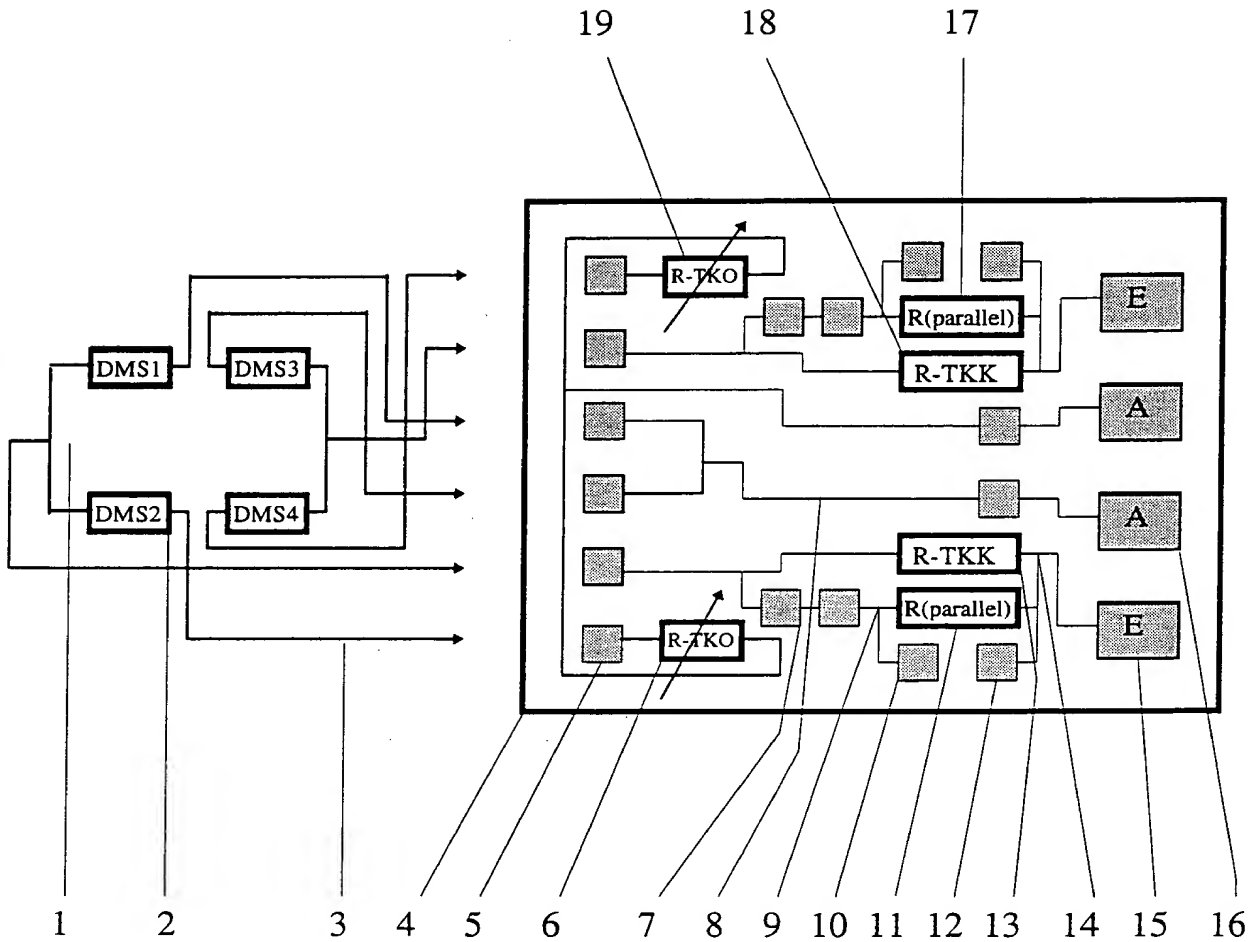 19 18 17
R-TKO
R(parallel)
E
DMS1
DMS3
R-TKK
A
DMS2
DMS4
A
R-TKK
R(parallel)
R-TKO
E
1 2 3 4 5 6 7 8 9 10 11 12 13 14 15 16